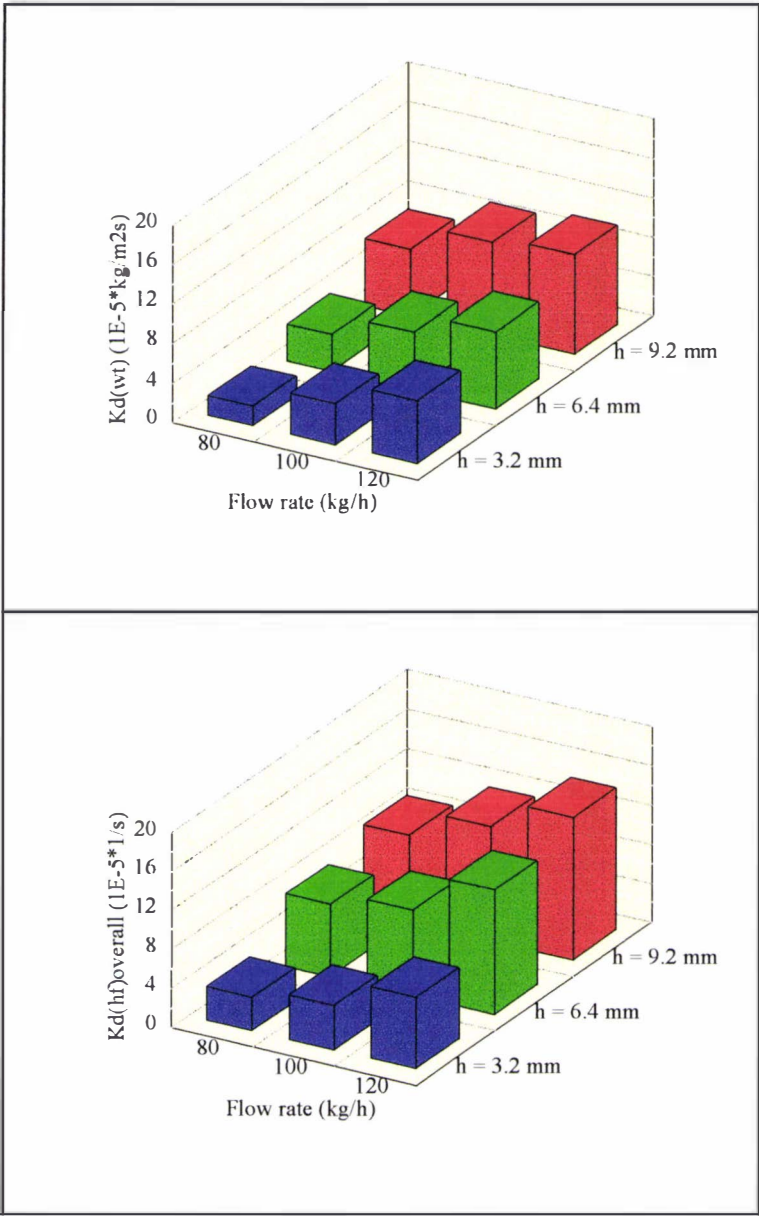 Kd(wt) (1E-5*kg/m2s)
20
16
12
8
4
0
80
100
120
Flow rate (kg/h)
h = 3.2 mm
h = 6.4 mm
h = 9.2 mm
Kd(hf)overall (1E-5*1/s)
20
16
12
8
4
0
80
100
120
Flow rate (kg/h)
h = 3.2 mm
h = 6.4 mm
h = 9.2 mm